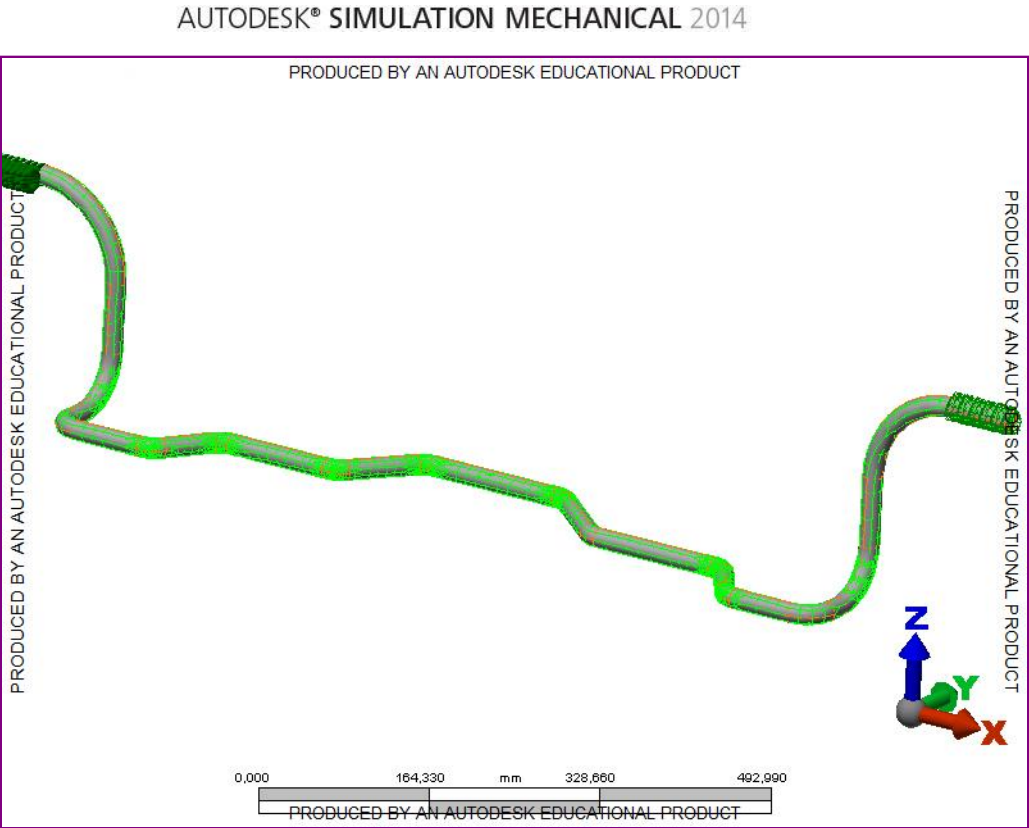 AUTODESK® SIMULATION MECHANICAL 2014
PRODUCED BY AN AUTODESK EDUCATIONAL PRODUCT
PRODUCED BY AN AUTODESK EDUCATIONAL PRODUCT
PRODUCED BY AN AUTODESK EDUCATIONAL PRODUCT
Z
Y
X
0,000 164,330 mm 328,660 492,990
PRODUCED BY AN AUTODESK EDUCATIONAL PRODUCT